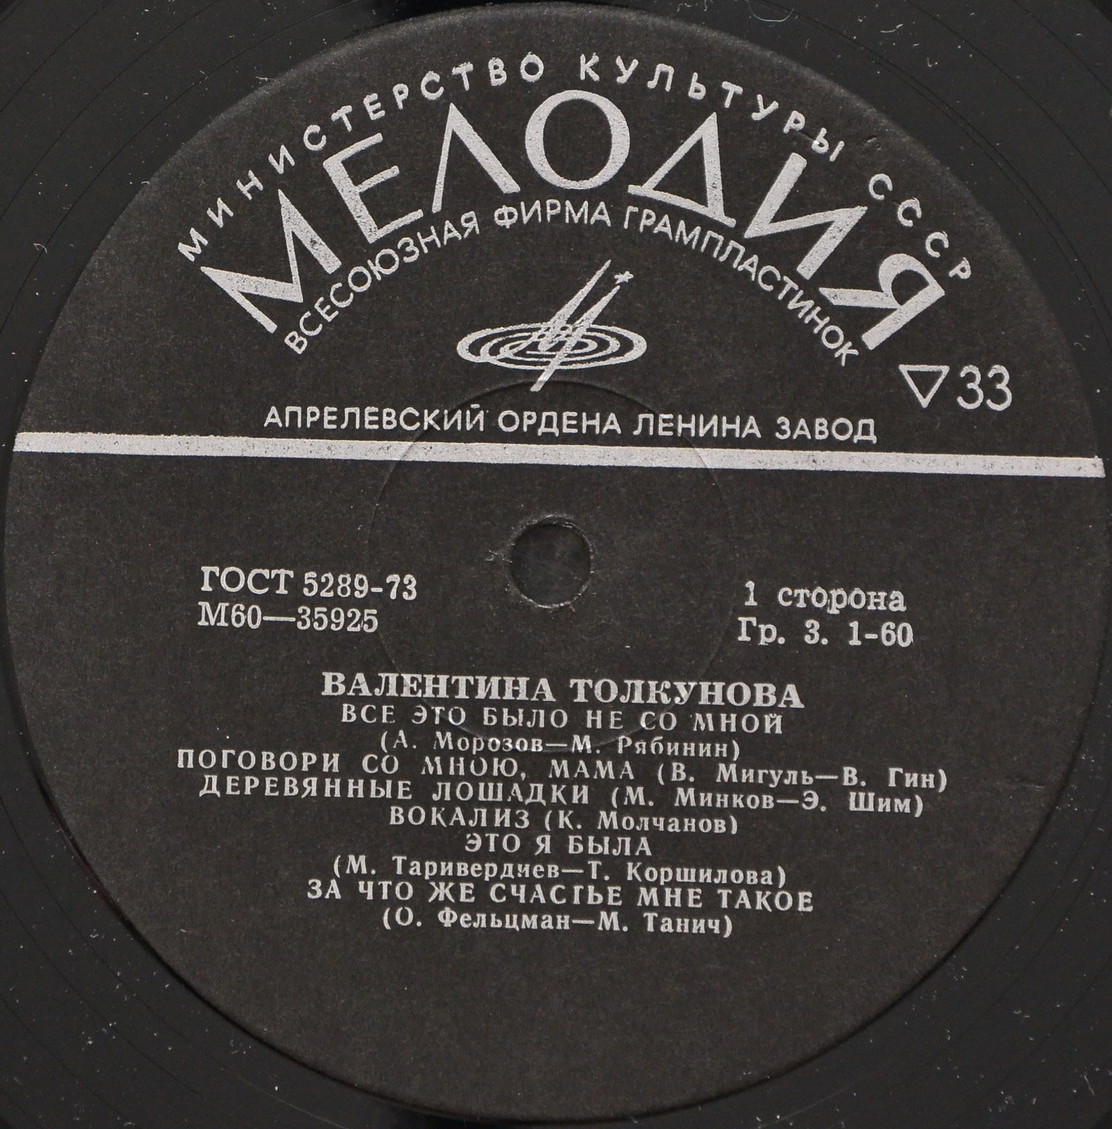 МИНИСТЕРСТВО КУЛЬТУРЫ СССР
МЕЛОДИЯ
ВСЕСОЮЗНАЯ ФИРМА ГРАМПЛАСТИНОК
▽33
АПРЕЛЕВСКИЙ ОРДЕНА ЛЕНИНА ЗАВОД
ГОСТ 5289-73
М60—35925
1 сторона
Гр. 3. 1-60
ВАЛЕНТИНА ТОЛКУНОВА
ВСЕ ЭТО БЫЛО НЕ СО МНОЙ
(А. Морозов—М. Рябинин)
ПОГОВОРИ СО МНОЮ, МАМА (В. Мигуль—В. Гин)
ДЕРЕВЯННЫЕ ЛОШАДКИ (М. Минков—Э. Шим)
ВОКАЛИЗ (К. Молчанов)
ЭТО Я БЫЛА
(М. Таривердиев—Т. Коршилова)
ЗА ЧТО ЖЕ СЧАСТЬЕ МНЕ ТАКОЕ
(О. Фельцман—М. Танич)